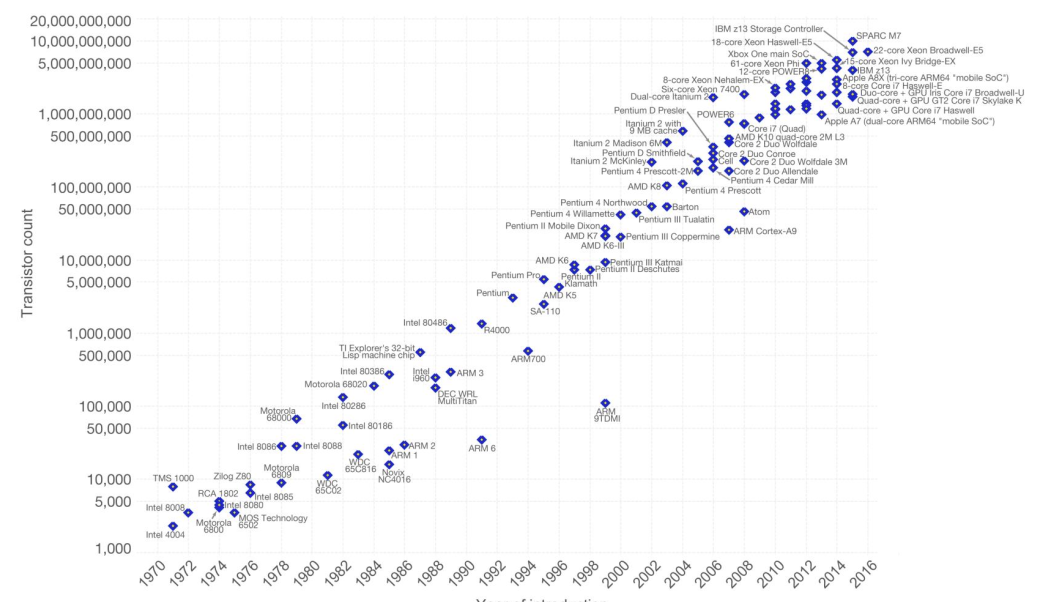 20,000,000,000
10,000,000,000
5,000,000,000
1,000,000,000
500,000,000
100,000,000
50,000,000
10,000,000
5,000,000
1,000,000
500,000
100,000
50,000
10,000
5,000
1,000
Transistor count
IBM z13 Storage Controller
SPARC M7
18-core Xeon Haswell-E5
22-core Xeon Broadwell-E5
Xbox One main SoC
15-core Xeon Ivy Bridge-EX
61-core Xeon Phi
12-core POWER8
IBM z13
Apple A8X (tri-core ARM64 "mobile SoC")
8-core Xeon Nehalem-EX
8-core Core i7 Haswell-E
Six-core Xeon 7400
Duo-core + GPU Iris Core i7 Broadwell-U
Dual-core Itanium 2
Quad-core + GPU GT2 Core i7 Skylake K
Pentium D Presler
POWER6
Quad-core + GPU Core i7 Haswell
Itanium 2 with
9 MB cache
Apple A7 (dual-core ARM64 "mobile SoC")
Core i7 (Quad)
AMD K10 quad-core 2M L3
Itanium 2 Madison 6M
Core 2 Duo Wolfdale
Pentium D Smithfield
Core 2 Duo Conroe
Itanium 2 McKinley
Cell
Core 2 Duo Wolfdale 3M
Pentium 4 Prescott-2M
Core 2 Duo Allendale
Pentium 4 Cedar Mill
AMD K8
Pentium 4 Prescott
Pentium 4 Northwood
Barton
Pentium 4 Willamette
Atom
Pentium III Tualatin
Pentium II Mobile Dixon
ARM Cortex-A9
AMD K7
Pentium III Coppermine
AMD K6-III
AMD K6
Pentium III Katmai
Pentium II Deschutes
Pentium Pro
Pentium II
Klamath
Pentium
AMD K5
SA-110
Intel 80486
R4000
TI Explorer's 32-bit
Lisp machine chip
ARM700
Intel 80386
Intel
i960
ARM 3
Motorola 68020
DEC WRL
MultiTitan
Intel 80286
Motorola
68000
ARM
9TDMI
Intel 80186
Intel 8086
Intel 8088
ARM 2
ARM 6
ARM 1
WDC
65C816
Motorola
6809
Novix
NC4016
TMS 1000
Zilog Z80
WDC
65C02
RCA 1802
Intel 8085
Intel 8008
Intel 8080
Motorola
6800
MOS Technology
6502
Intel 4004
1970 1972 1974 1976 1978 1980 1982 1984 1986 1988 1990 1992 1994 1996 1998 2000 2002 2004 2006 2008 2010 2012 2014 2016